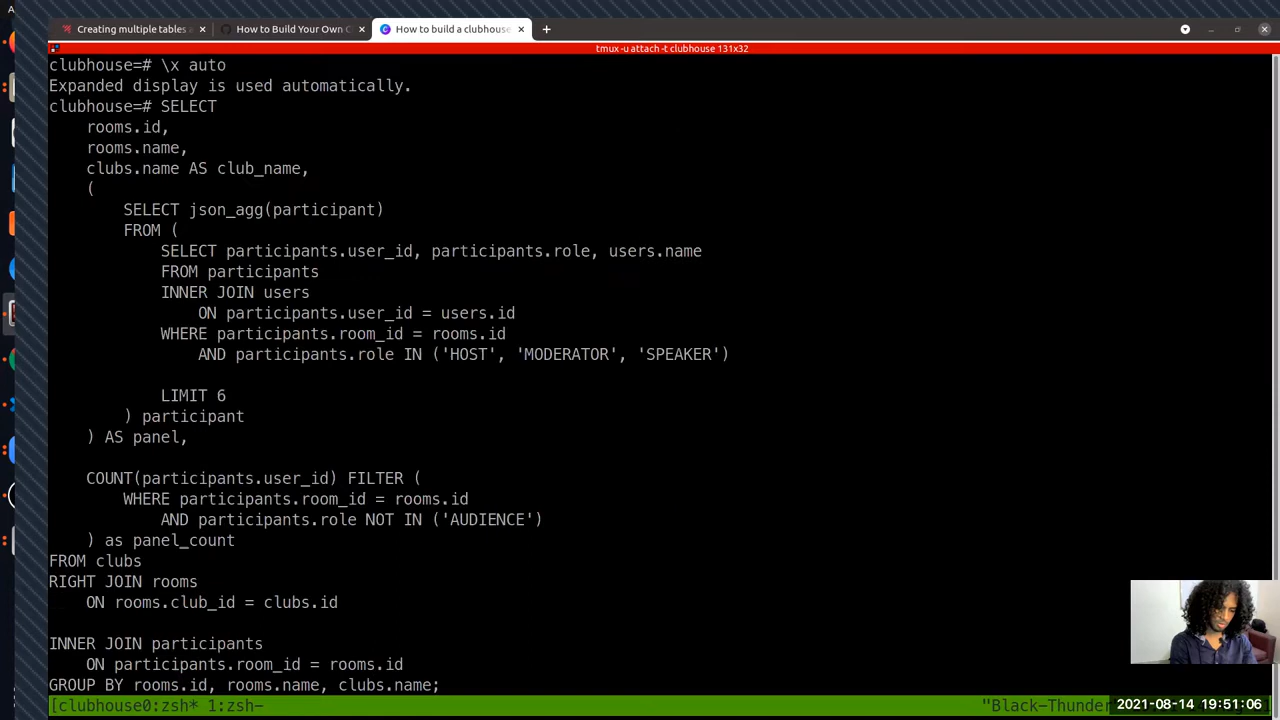 Creating multiple tables
How to Build Your Own C
How to build a clubhouse
tmux -u attach -t clubhouse 131x32
clubhouse=# \x auto
Expanded display is used automatically.
clubhouse=# SELECT
rooms.id,
rooms.name,
clubs.name AS club_name,
(
SELECT json_agg(participant)
FROM (
SELECT participants.user_id, participants.role, users.name
FROM participants
INNER JOIN users
ON participants.user_id = users.id
WHERE participants.room_id = rooms.id
AND participants.role IN ('HOST', 'MODERATOR', 'SPEAKER')
LIMIT 6
) participant
) AS panel,
COUNT(participants.user_id) FILTER (
WHERE participants.room_id = rooms.id
AND participants.role NOT IN ('AUDIENCE')
) as panel_count
FROM clubs
RIGHT JOIN rooms
ON rooms.club_id = clubs.id
INNER JOIN participants
ON participants.room_id = rooms.id
GROUP BY rooms.id, rooms.name, clubs.name;
[clubhouse0:zsh* 1:zsh- "Black-Thunder
2021-08-14 19:51:06